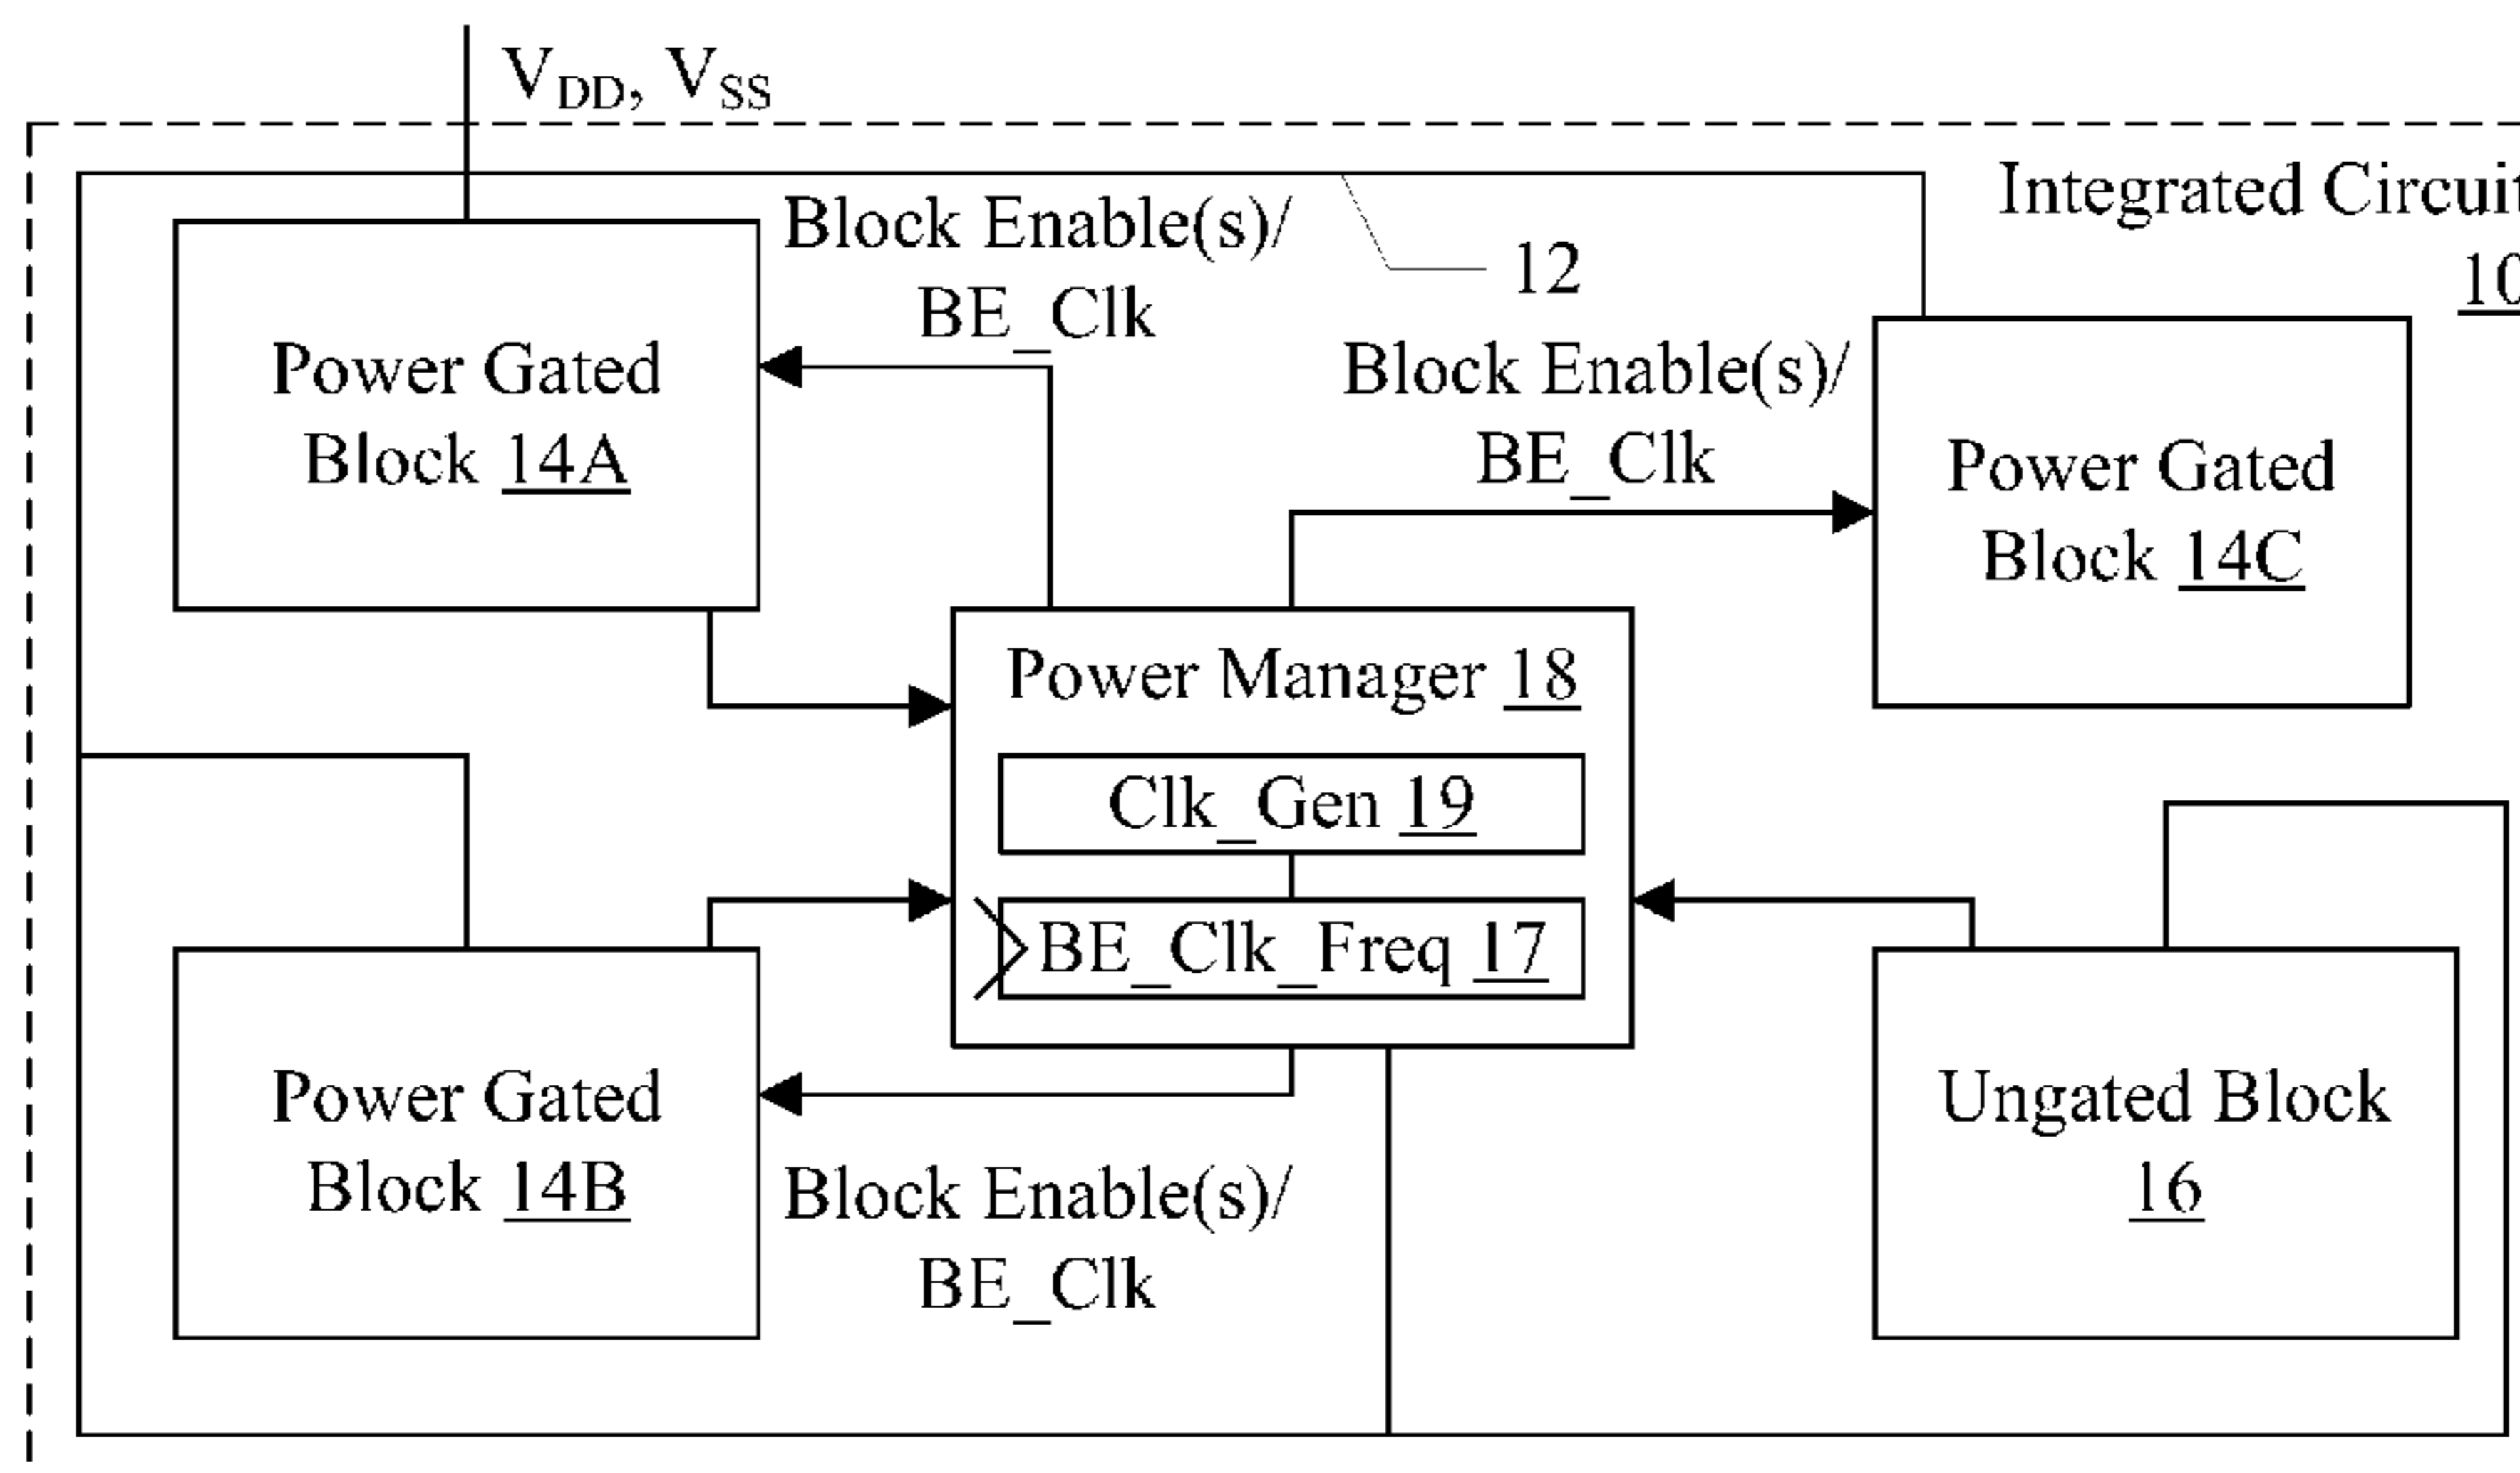 V_DD, V_SS
Integrated Circuit
10
Block Enable(s)/
BE_Clk
12
Power Gated
Block 14A
Block Enable(s)/
BE_Clk
Power Gated
Block 14C
Power Manager 18
Clk_Gen 19
BE_Clk_Freq 17
Power Gated
Block 14B
Block Enable(s)/
BE_Clk
Ungated Block
16